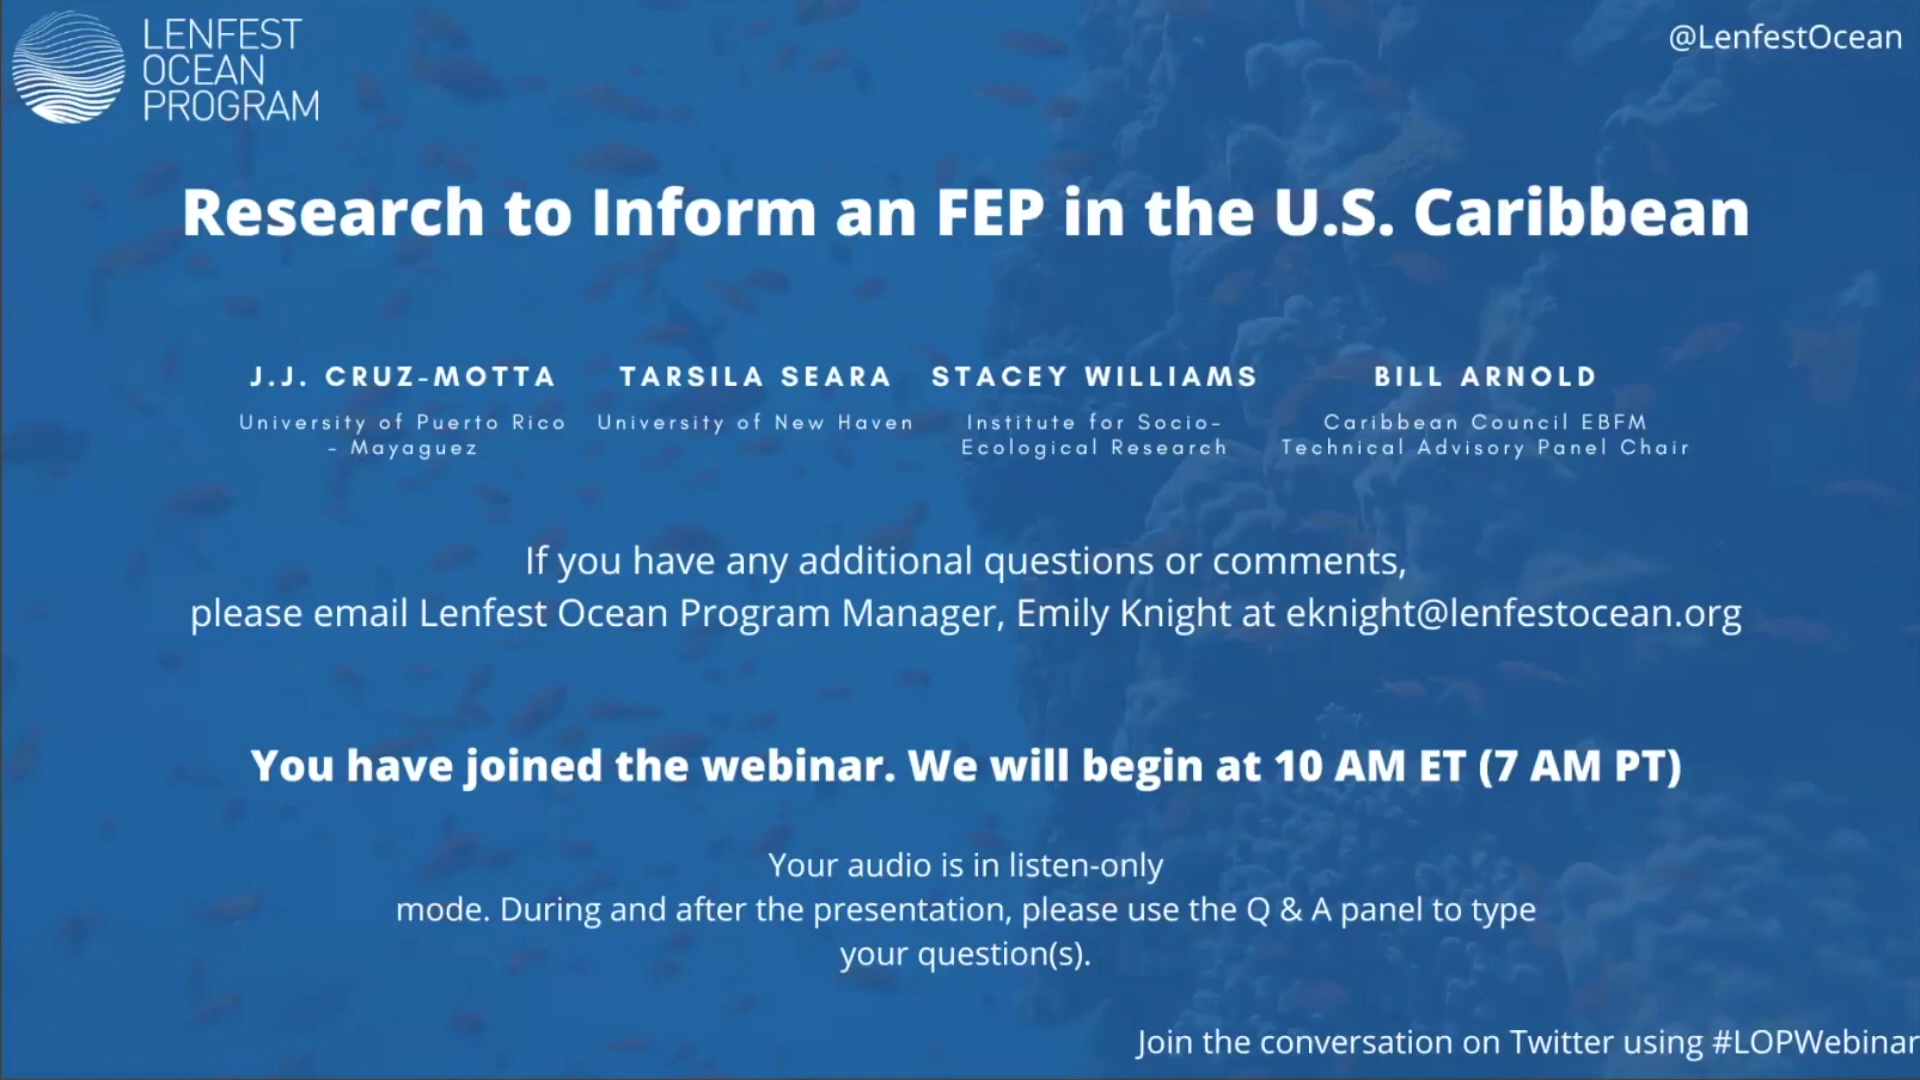 LENFEST
OCEAN
PROGRAM
@LenfestOcean
Research to Inform an FEP in the U.S. Caribbean
J.J. CRUZ-MOTTA
University of Puerto Rico
- Mayaguez
TARSILA SEARA
University of New Haven
STACEY WILLIAMS
Institute for Socio-
Ecological Research
BILL ARNOLD
Caribbean Council EBFM
Technical Advisory Panel Chair
If you have any additional questions or comments,
please email Lenfest Ocean Program Manager, Emily Knight at eknight@lenfestocean.org
You have joined the webinar. We will begin at 10 AM ET (7 AM PT)
Your audio is in listen-only
mode. During and after the presentation, please use the Q & A panel to type
your question(s).
Join the conversation on Twitter using #LOPWebinar